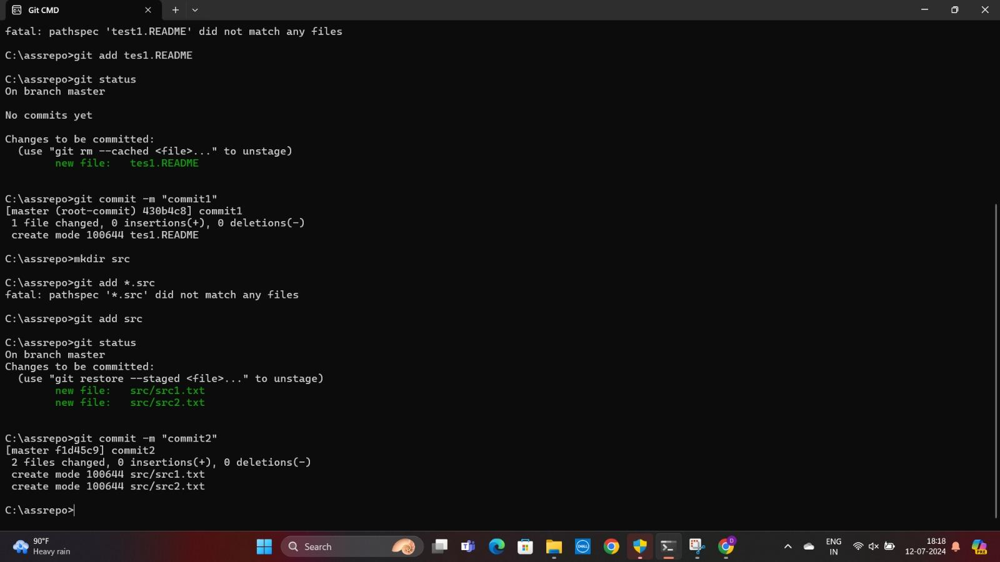 Git CMD
fatal: pathspec 'test1.README' did not match any files
C:\assrepo>git add tes1.README
C:\assrepo>git status
On branch master
No commits yet
Changes to be committed:
  (use "git rm --cached <file>..." to unstage)
        new file:   tes1.README
C:\assrepo>git commit -m "commit1"
[master (root-commit) 430b4c8] commit1
 1 file changed, 0 insertions(+), 0 deletions(-)
 create mode 100644 tes1.README
C:\assrepo>mkdir src
C:\assrepo>git add *.src
fatal: pathspec '*.src' did not match any files
C:\assrepo>git add src
C:\assrepo>git status
On branch master
Changes to be committed:
  (use "git restore --staged <file>..." to unstage)
        new file:   src/src1.txt
        new file:   src/src2.txt
C:\assrepo>git commit -m "commit2"
[master f1d45c9] commit2
 2 files changed, 0 insertions(+), 0 deletions(-)
 create mode 100644 src/src1.txt
 create mode 100644 src/src2.txt
C:\assrepo>
90°F
Heavy rain
Search
DELL
D
ENG
IN
18:18
12-07-2024
PRE